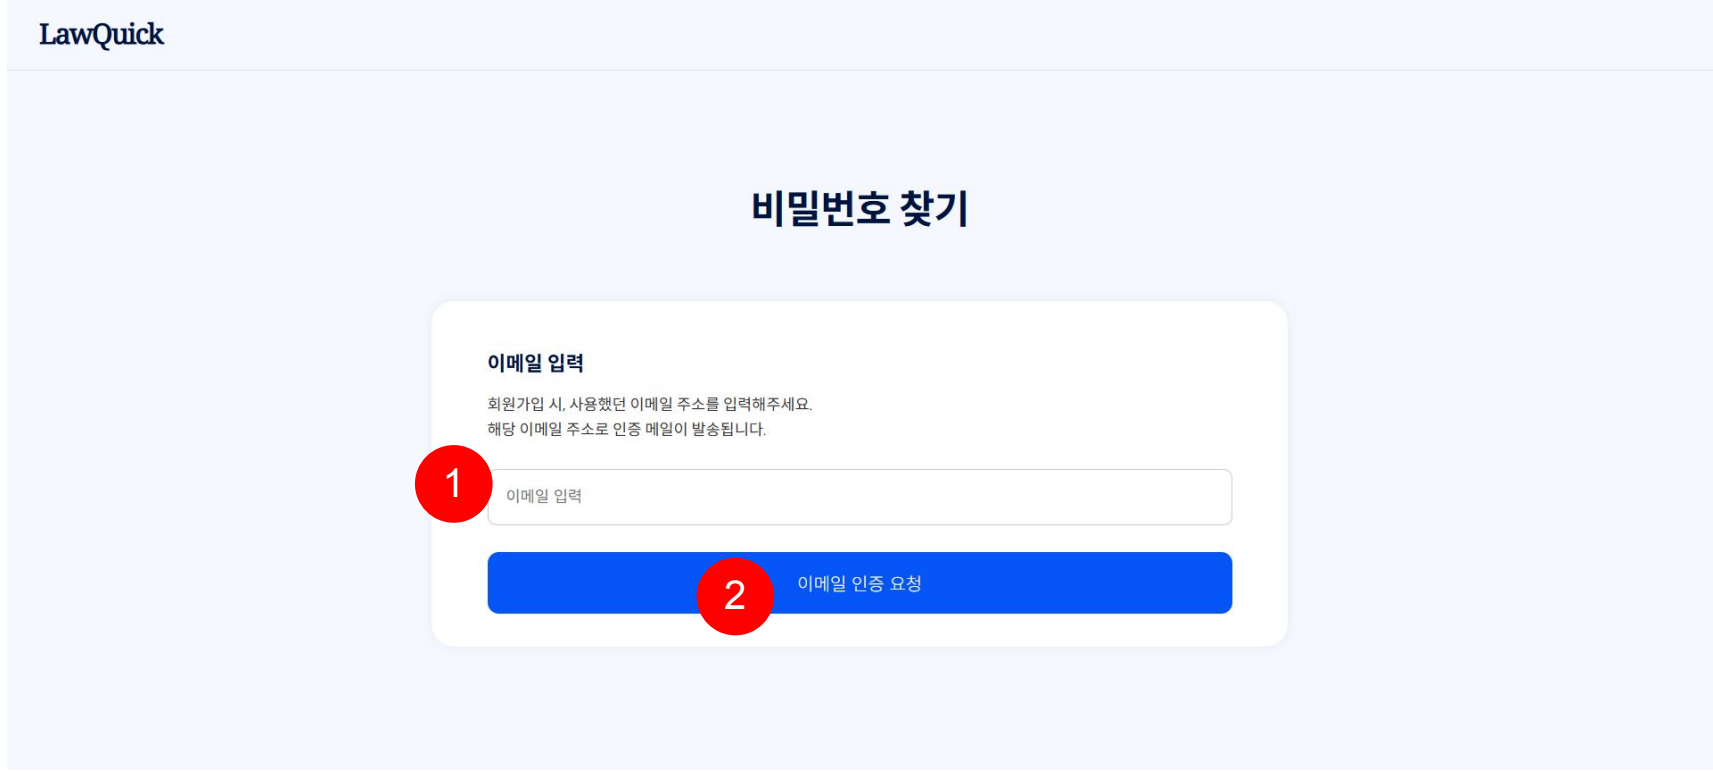 LawQuick
비밀번호 찾기
이메일 입력
회원가입 시, 사용했던 이메일 주소를 입력해주세요.
해당 이메일 주소로 인증 메일이 발송됩니다.
1
이메일 입력
2
이메일 인증 요청